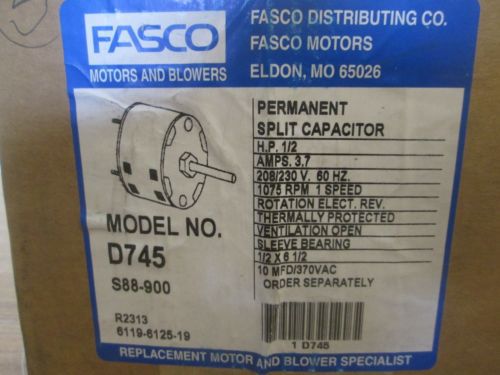 FASCO
MOTORS AND BLOWERS
FASCO DISTRIBUTING CO.
FASCO MOTORS
ELDON, MO 65026
PERMANENT
SPLIT CAPACITOR
H.P. 1/2
AMPS. 3.7
208/230 V. 60 HZ.
1075 RPM 1 SPEED
ROTATION ELECT. REV.
THERMALLY PROTECTED
VENTILATION OPEN
SLEEVE BEARING
1/2 X 6 1/2
10 MFD/370VAC
ORDER SEPARATELY
MODEL NO.
D745
S88-900
R2313
6119-6125-19
1 D745
REPLACEMENT MOTOR AND BLOWER SPECIALIST